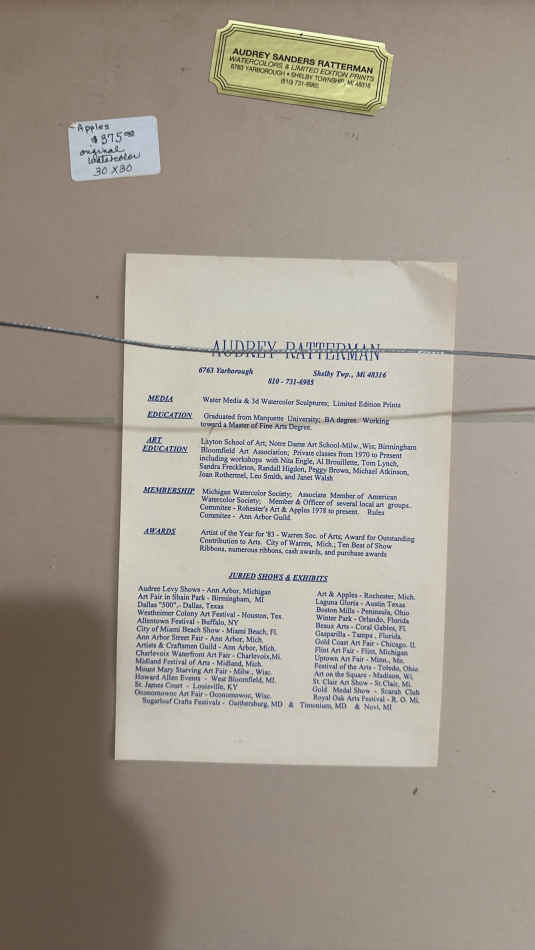 AUDREY SANDERS RATTERMAN
WATERCOLORS & LIMITED EDITION PRINTS
6763 YARBOROUGH • SHELBY TOWNSHIP, MI 48316
(810) 731-6985
Apples
$375.00
original
watercolor
30 x 30
AUDREY RATTERMAN
6763 Yarborough Shelby Twp., Mi 48316
810 - 731-6985
MEDIA Water Media & 3d Watercolor Sculptures; Limited Edition Prints
EDUCATION Graduated from Marquette University; BA degree. Working
toward a Master of Fine Arts Degree.
ART Layton School of Art; Notre Dame Art School-Milw.,Wis; Birmingham
EDUCATION Bloomfield Art Association; Private classes from 1970 to Present
including workshops with Nita Engle, Al Brouillette, Tom Lynch,
Sandra Freckleton, Randall Higdon, Peggy Brown, Michael Atkinson,
Joan Rothermel, Leo Smith, and Janet Walsh
MEMBERSHIP Michigan Watercolor Society; Associate Member of American
Watercolor Society; Member & Officer of several local art groups.
Committee - Rohester's Art & Apples 1978 to present. Rules
Commitee - Ann Arbor Guild.
AWARDS Artist of the Year for '83 - Warren Soc. of Arts; Award for Outstanding
Contribution to Arts. City of Warren, Mich.; Ten Best of Show
Ribbons, numerous ribbons, cash awards, and purchase awards
JURIED SHOWS & EXHIBITS
Audree Levy Shows - Ann Arbor, Michigan
Art Fair in Shain Park - Birmingham, MI
Dallas "500",- Dallas, Texas
Westheimer Colony Art Festival - Houston, Tex.
Allentown Festival - Buffalo, NY
City of Miami Beach Show - Miami Beach, Fl.
Ann Arbor Street Fair - Ann Arbor, Mich.
Artists & Craftsmen Guild - Ann Arbor, Mich.
Charlevoix Waterfront Art Fair - Charlevoix,Mi.
Midland Festival of Arts - Midland, Mich.
Mount Mary Starving Art Fair - Milw., Wisc.
Howard Allen Events - West Bloomfield, MI.
St. James Court - Louisville, KY
Oconomowoc Art Fair - Oconomowoc, Wisc.
Art & Apples - Rochester, Mich.
Laguna Gloria - Austin Texas
Boston Mills - Peninsula, Ohio
Winter Park - Orlando, Florida
Beaux Arts - Coral Gables, Fl.
Gasparilla - Tampa, Florida.
Gold Coast Art Fair - Chicago. Il.
Flint Art Fair - Flint, Michigan
Uptown Art Fair - Minn., Mn.
Festival of the Arts - Toledo, Ohio
Art on the Square - Madison, Wi.
St. Clair Art Show - St.Clair, Mi.
Gold Medal Show - Scarab Club
Royal Oak Arts Festival - R. O. Mi.
Sugarloaf Crafts Festivals - Gaithersburg, MD & Timonium, MD & Novi, MI